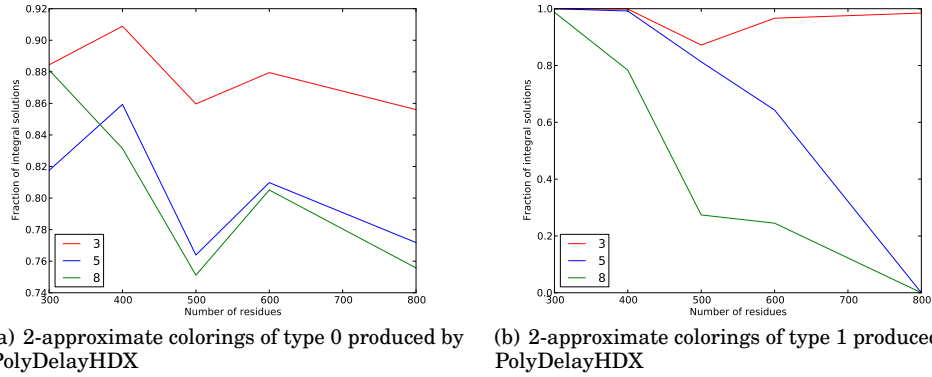 0.92
0.90
0.88
0.86
0.84
0.82
0.80
0.78
0.76
0.74
Fraction of integral solutions
3
5
8
300 400 500 600 700 800
Number of residues
1.0
0.8
0.6
0.4
0.2
0.0
Fraction of integral solutions
3
5
8
300 400 500 600 700 800
Number of residues
a) 2-approximate colorings of type 0 produced by
PolyDelayHDX
(b) 2-approximate colorings of type 1 produced
PolyDelayHDX